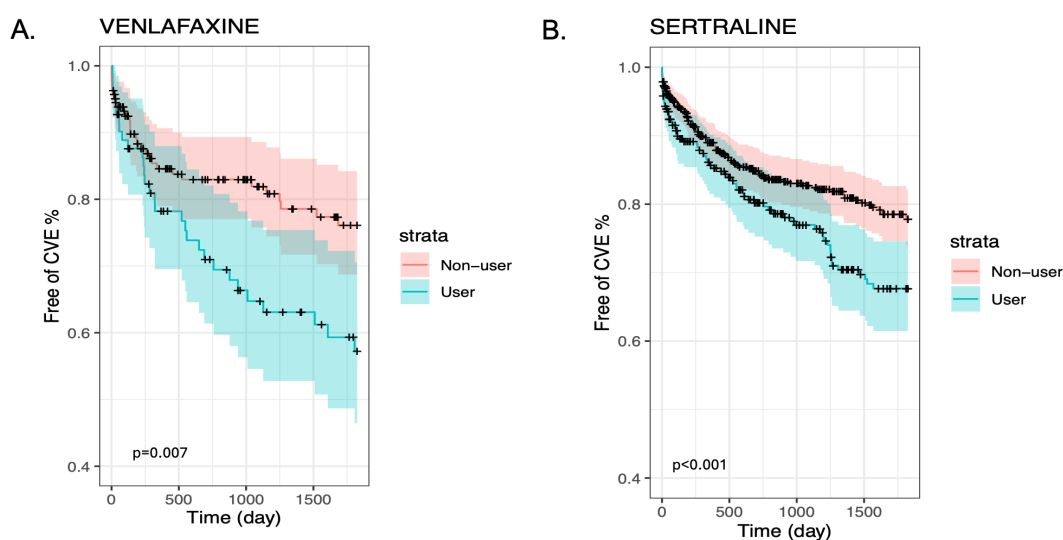 A.
VENLAFAXINE
Free of CVE %
1.0
0.8
0.6
0.4
p=0.007
0
500
1000
1500
Time (day)
strata
Non−user
User
B.
SERTRALINE
Free of CVE %
1.0
0.8
0.6
0.4
p<0.001
0
500
1000
1500
Time (day)
strata
Non−user
User